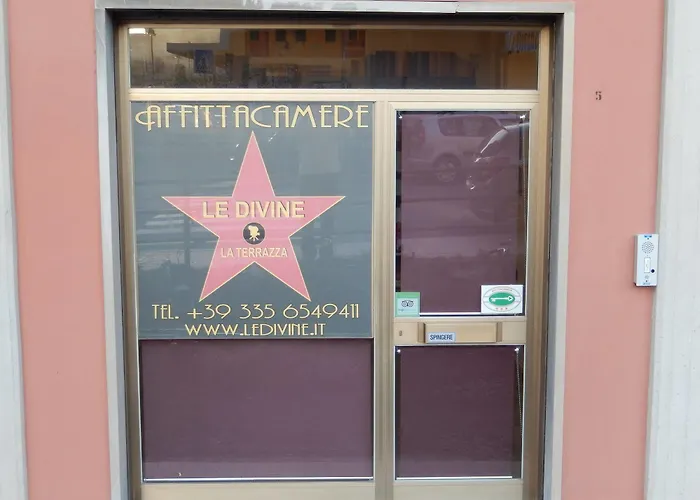 AFFITTACAMERE
5
LE DIVINE
LA TERRAZZA
TEL. +39 335 6549411
WWW.LEDIVINE.IT
SPINGERE